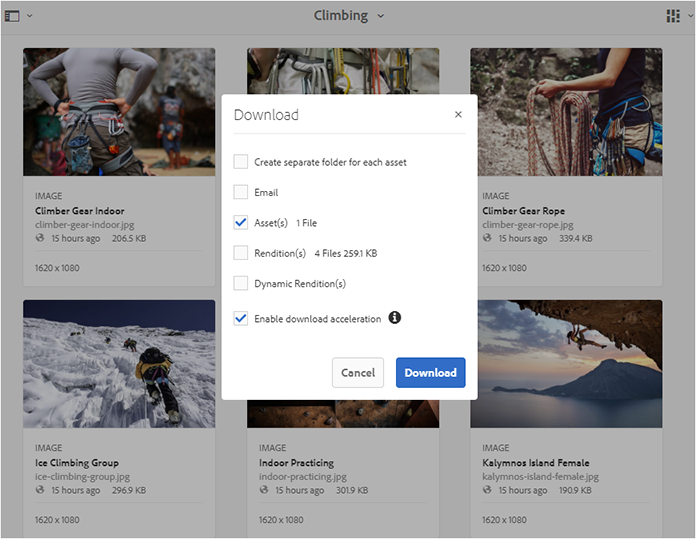 Climbing
Download
Create separate folder for each asset
Email
Asset(s) 1 File
Rendition(s) 4 Files 259.1 KB
Dynamic Rendition(s)
Enable download acceleration
Cancel
Download
IMAGE
Climber Gear Indoor
climber-gear-indoor.jpg
15 hours ago 206.5 KB
1620 x 1080
IMAGE
Climber Gear Rope
climber-gear-rope.jpg
15 hours ago 339.4 KB
1620 x 1080
IMAGE
Ice Climbing Group
ice-climbing-group.jpg
15 hours ago 296.9 KB
1620 x 1080
IMAGE
Indoor Practicing
indoor-practicing.jpg
15 hours ago 301.9 KB
1620 x 1080
IMAGE
Kalymnos Island Female
kalymnos-island-female.jpg
15 hours ago 190.9 KB
1620 x 1080